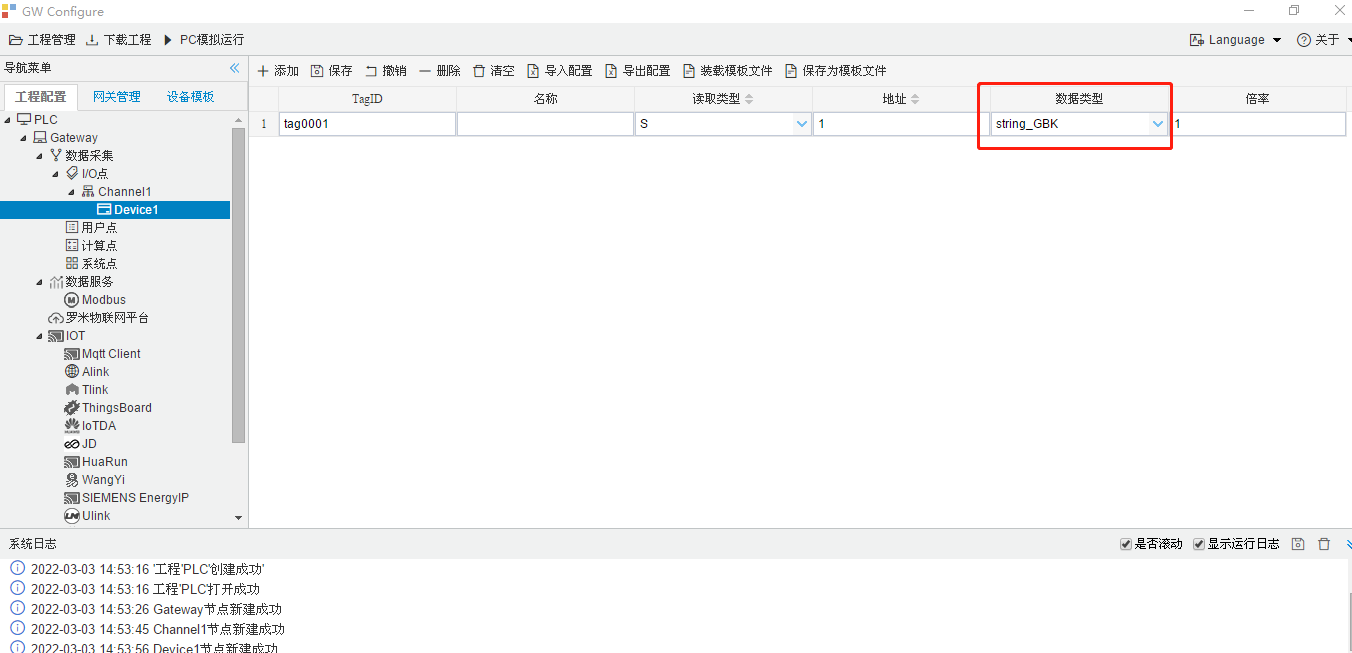 GW Configure
工程管理 下载工程 PC模拟运行 Language 关于
导航菜单
工程配置 网关管理 设备模板
PLC
Gateway
数据采集
I/O点
Channel1
Device1
用户点
计算点
系统点
数据服务
Modbus
罗米物联网平台
IOT
Mqtt Client
Alink
Tlink
ThingsBoard
IoTDA
JD
HuaRun
WangYi
SIEMENS EnergyIP
Ulink
添加 保存 撤销 删除 清空 导入配置 导出配置 装载模板文件 保存为模板文件
TagID 名称 读取类型 地址 数据类型 倍率
1 tag0001 S 1 string_GBK 1
系统日志 是否滚动 显示运行日志
2022-03-03 14:53:16 '工程'PLC'创建成功'
2022-03-03 14:53:16 工程'PLC'打开成功
2022-03-03 14:53:26 Gateway节点新建成功
2022-03-03 14:53:45 Channel1节点新建成功
2022-03-03 14:53:56 Device1节点新建成功